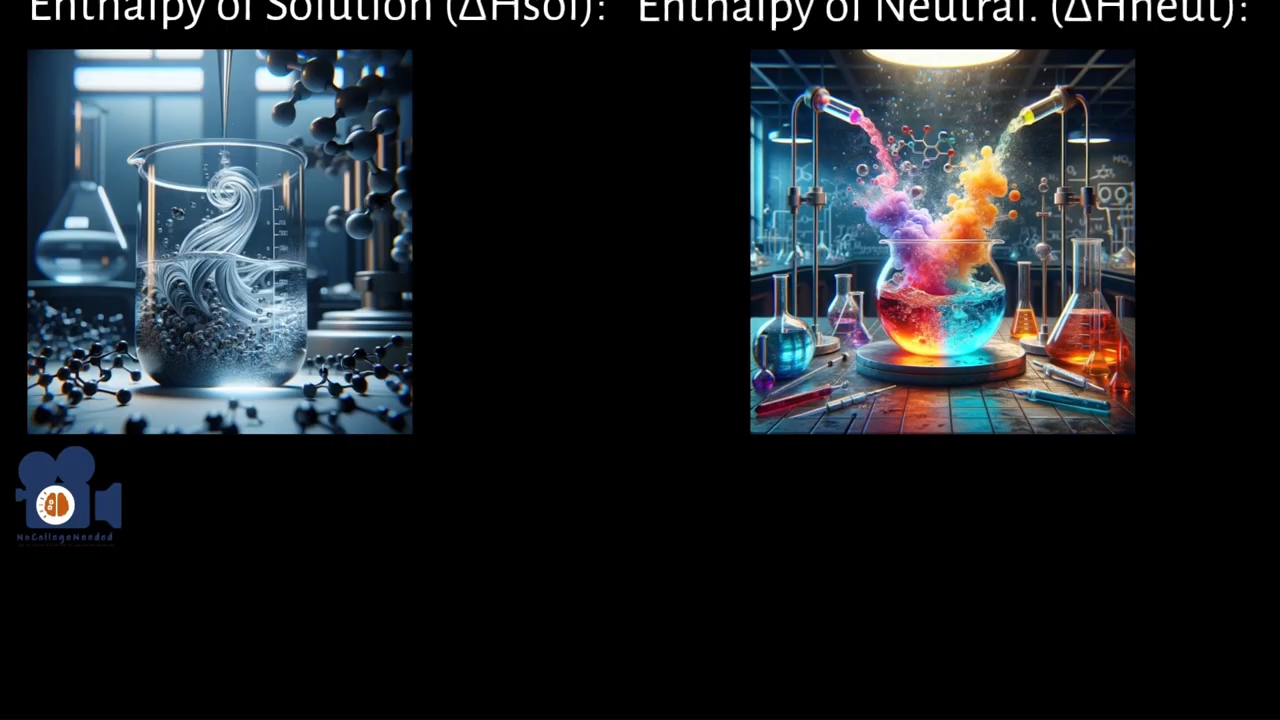 Enthalpy of Solution (ΔHsol): Enthalpy of Neutral. (ΔHneut):
NoCollegeNeeded